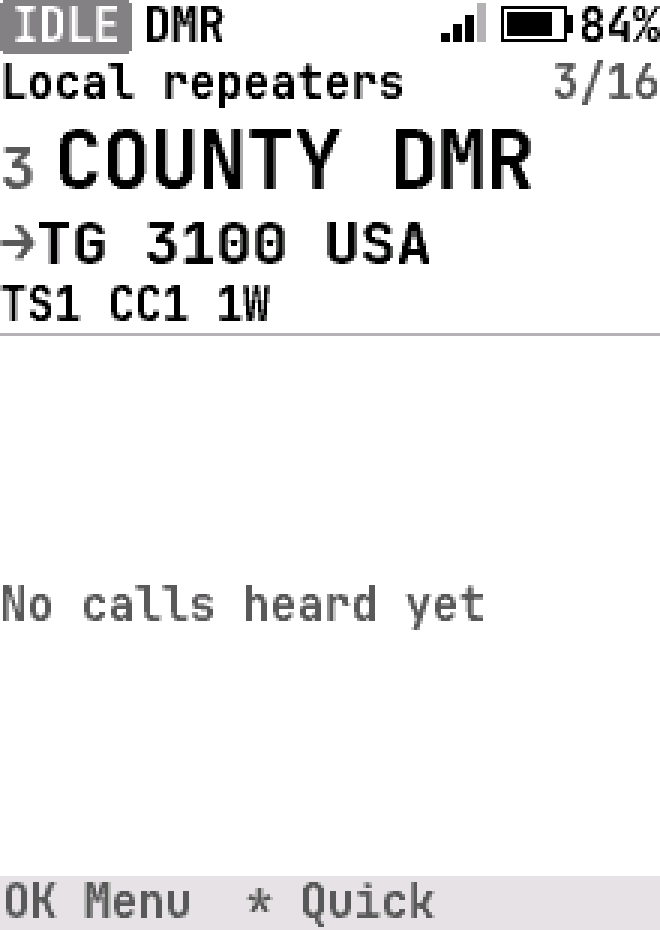 IDLE DMR 84%
Local repeaters 3/16
3 COUNTY DMR
→TG 3100 USA
TS1 CC1 1W
No calls heard yet
OK Menu * Quick